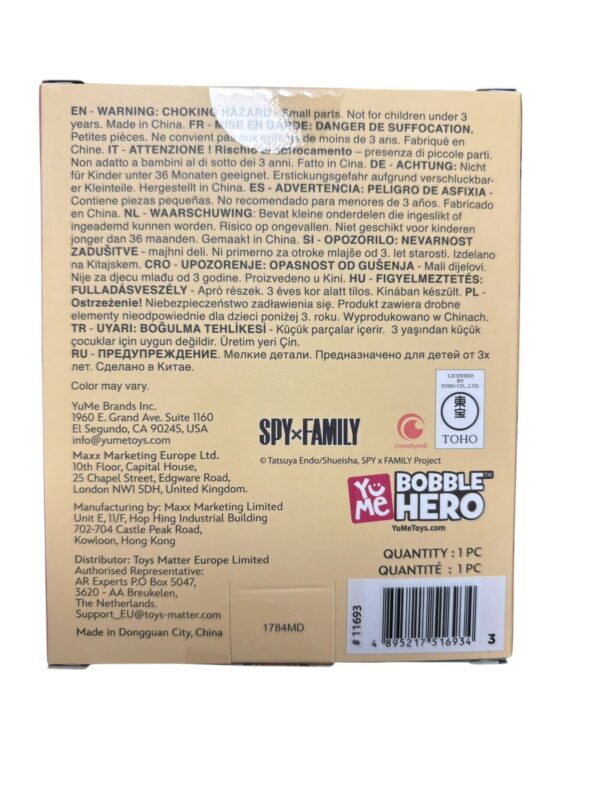 EN - WARNING: CHOKING HAZARD - Small parts. Not for children under 3
years. Made in China. FR - MISE EN GARDE: DANGER DE SUFFOCATION.
Petites pièces. Ne convient pas aux enfants de moins de 3 ans. Fabriqué en
Chine. IT - ATTENZIONE ! Rischio di soffocamento – presenza di piccole parti.
Non adatto a bambini al di sotto dei 3 anni. Fatto in Cina. DE - ACHTUNG: Nicht
für Kinder unter 36 Monaten geeignet. Erstickungsgefahr aufgrund verschluckbar-
er Kleinteile. Hergestellt in China. ES - ADVERTENCIA: PELIGRO DE ASFIXIA -
Contiene piezas pequeñas. No recomendado para menores de 3 años. Fabricado
en China. NL - WAARSCHUWING: Bevat kleine onderdelen die ingeslikt of
ingeademd kunnen worden. Risico op ongevallen. Niet geschikt voor kinderen
jonger dan 36 maanden. Gemaakt in China. SI - OPOZORILO: NEVARNOST
ZADUŠITVE - majhni deli. Ni primerno za otroke mlajše od 3. let starosti. Izdelano
na Kitajskem. CRO - UPOZORENJE: OPASNOST OD GUŠENJA - Mali dijelovi.
Nije za djecu mlađu od 3 godine. Proizvedeno u Kini. HU - FIGYELMEZTETÉS:
FULLADÁSVESZÉLY - Apró részek. 3 éves kor alatt tilos. Kínában készült. PL -
Ostrzeżenie! Niebezpieczeństwo zadławienia się. Produkt zawiera drobne
elementy nieodpowiednie dla dzieci poniżej 3. roku. Wyprodukowano w Chinach.
TR - UYARI: BOĞULMA TEHLİKESİ - Küçük parçalar içerir. 3 yaşından küçük
çocuklar için uygun değildir. Üretim yeri Çin.
RU - ПРЕДУПРЕЖДЕНИЕ. Мелкие детали. Предназначено для детей от 3х
лет. Сделано в Китае.
Color may vary.
YuMe Brands Inc.
1960 E. Grand Ave. Suite 1160
El Segundo, CA 90245, USA
info@yumetoys.com
Maxx Marketing Europe Ltd.
10th Floor, Capital House,
25 Chapel Street, Edgware Road,
London NW1 5DH, United Kingdom.
Manufacturing by: Maxx Marketing Limited
Unit E, 11/F, Hop Hing Industrial Building
702-704 Castle Peak Road,
Kowloon, Hong Kong
Distributor: Toys Matter Europe Limited
Authorised Representative:
AR Experts P.O Box 5047,
3620 - AA Breukelen,
The Netherlands.
Support_EU@toys-matter.com
Made in Dongguan City, China
1784MD
SPY×FAMILY
crunchyroll
LICENSED
BY
TOHO CO., LTD.
東宝
TOHO
© Tatsuya Endo/Shueisha, SPY x FAMILY Project
YuMe
BOBBLE™
HERO
YuMeToys.com
QUANTITY : 1 PC
QUANTITÉ : 1 PC
# 11693
4 895217 516934 3